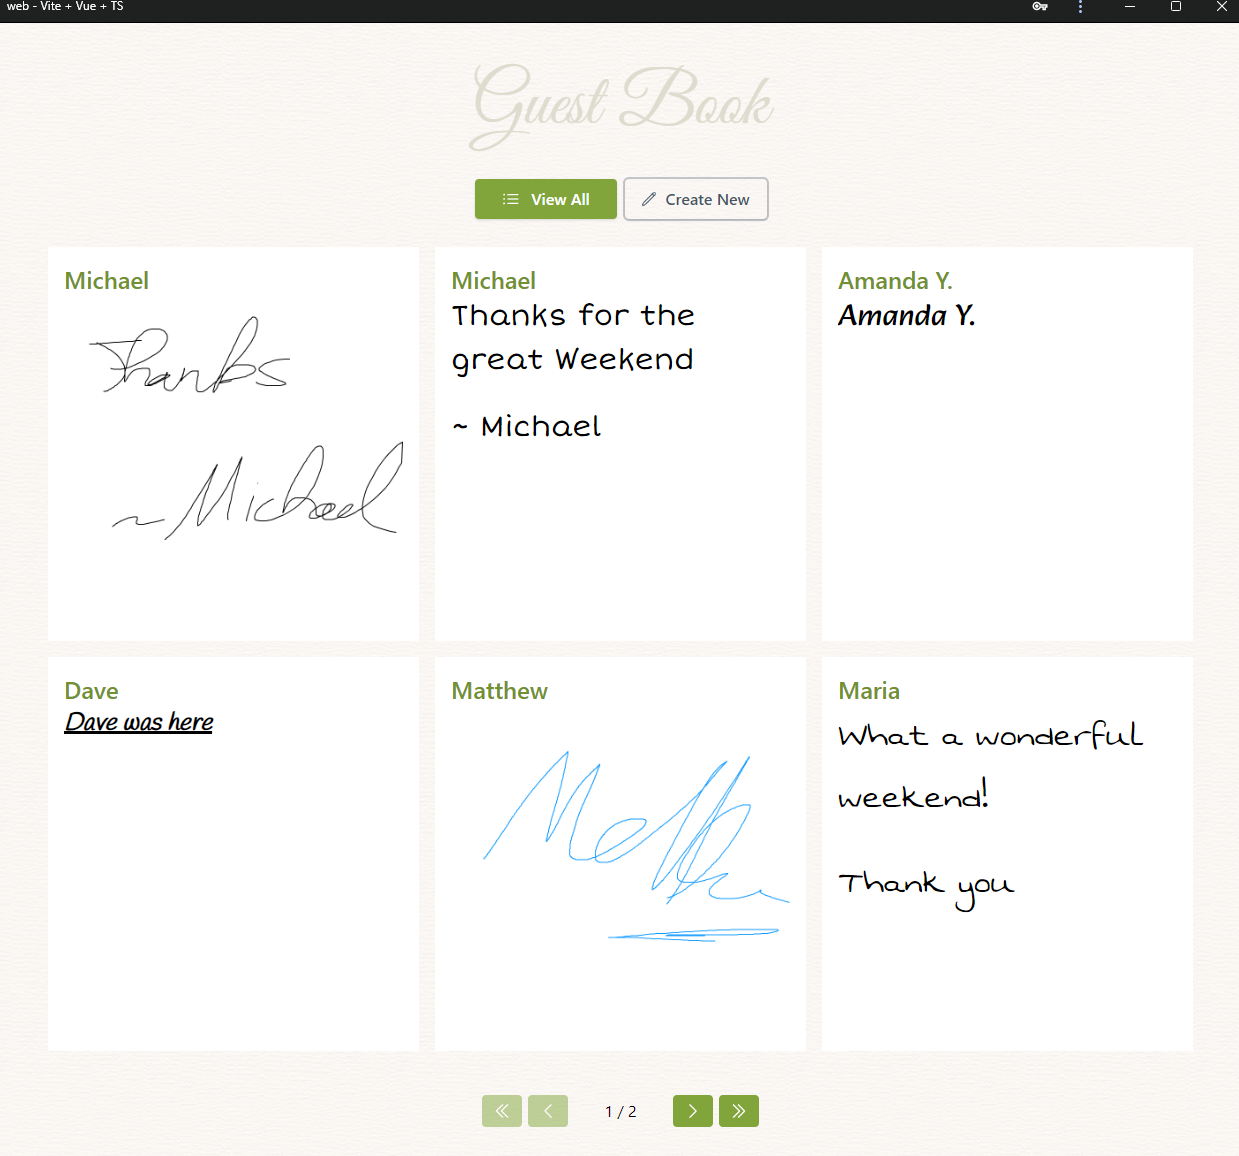 web - Vite + Vue + TS
Guest Book
View All
Create New
Michael
Thanks
~Michael
Michael
Thanks for the
great Weekend
~ Michael
Amanda Y.
Amanda Y.
Dave
Dave was here
Matthew
Maria
What a wonderful
weekend!
Thank you
1 / 2